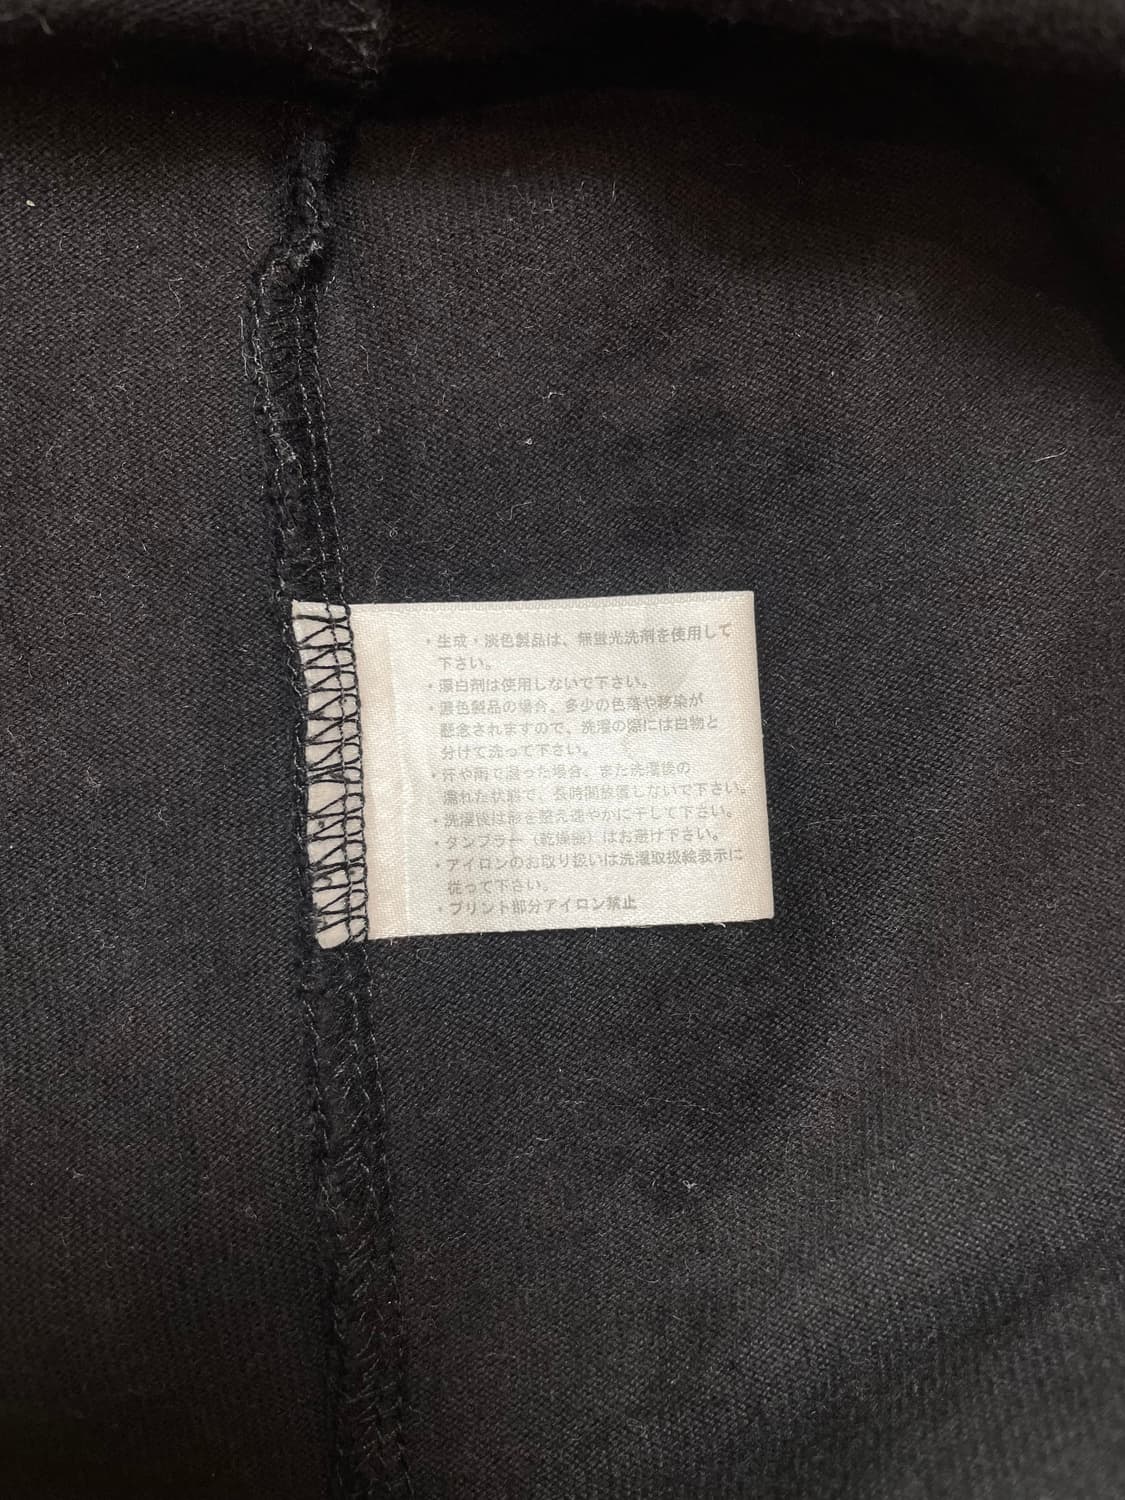 ・生成・淡色製品は、無蛍光洗剤を使用して
下さい。
・漂白剤は使用しないで下さい。
・濃色製品の場合、多少の色落や移染が
懸念されますので、洗濯の際には白物と
分けて洗って下さい。
・汗や雨で湿った場合、また洗濯後の
濡れた状態で、長時間放置しないで下さい。
・洗濯後は形を整え速やかに干して下さい。
・タンブラー（乾燥機）はお避け下さい。
・アイロンのお取り扱いは洗濯取扱絵表示に
従って下さい。
・プリント部分アイロン禁止